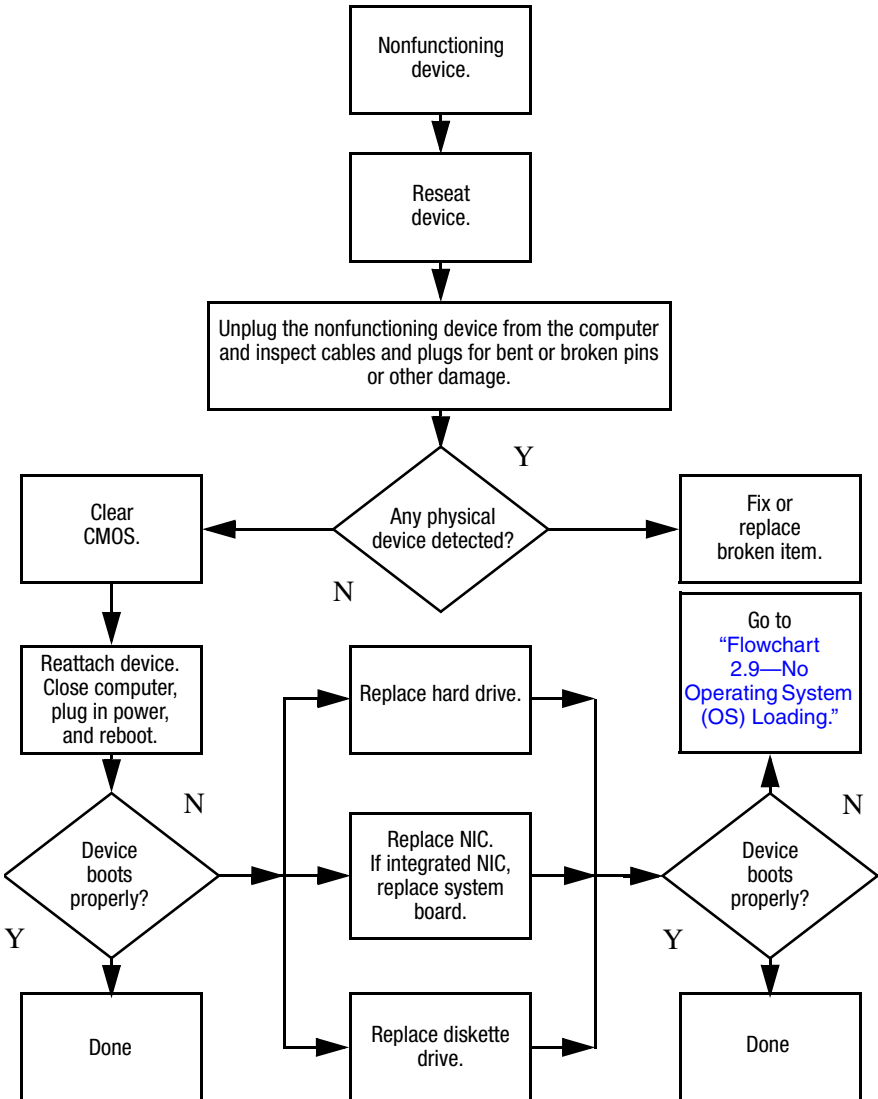 Nonfunctioning
device.
Reseat
device.
Unplug the nonfunctioning device from the computer
and inspect cables and plugs for bent or broken pins
or other damage.
Y
Any physical
device detected?
N
Clear
CMOS.
Fix or
replace
broken item.
Go to
“Flowchart
2.9—No
Operating System
(OS) Loading.”
Reattach device.
Close computer,
plug in power,
and reboot.
Replace hard drive.
N
Device
boots
properly?
Y
Replace NIC.
If integrated NIC,
replace system
board.
N
Device
boots
properly?
Y
Done
Replace diskette
drive.
Done